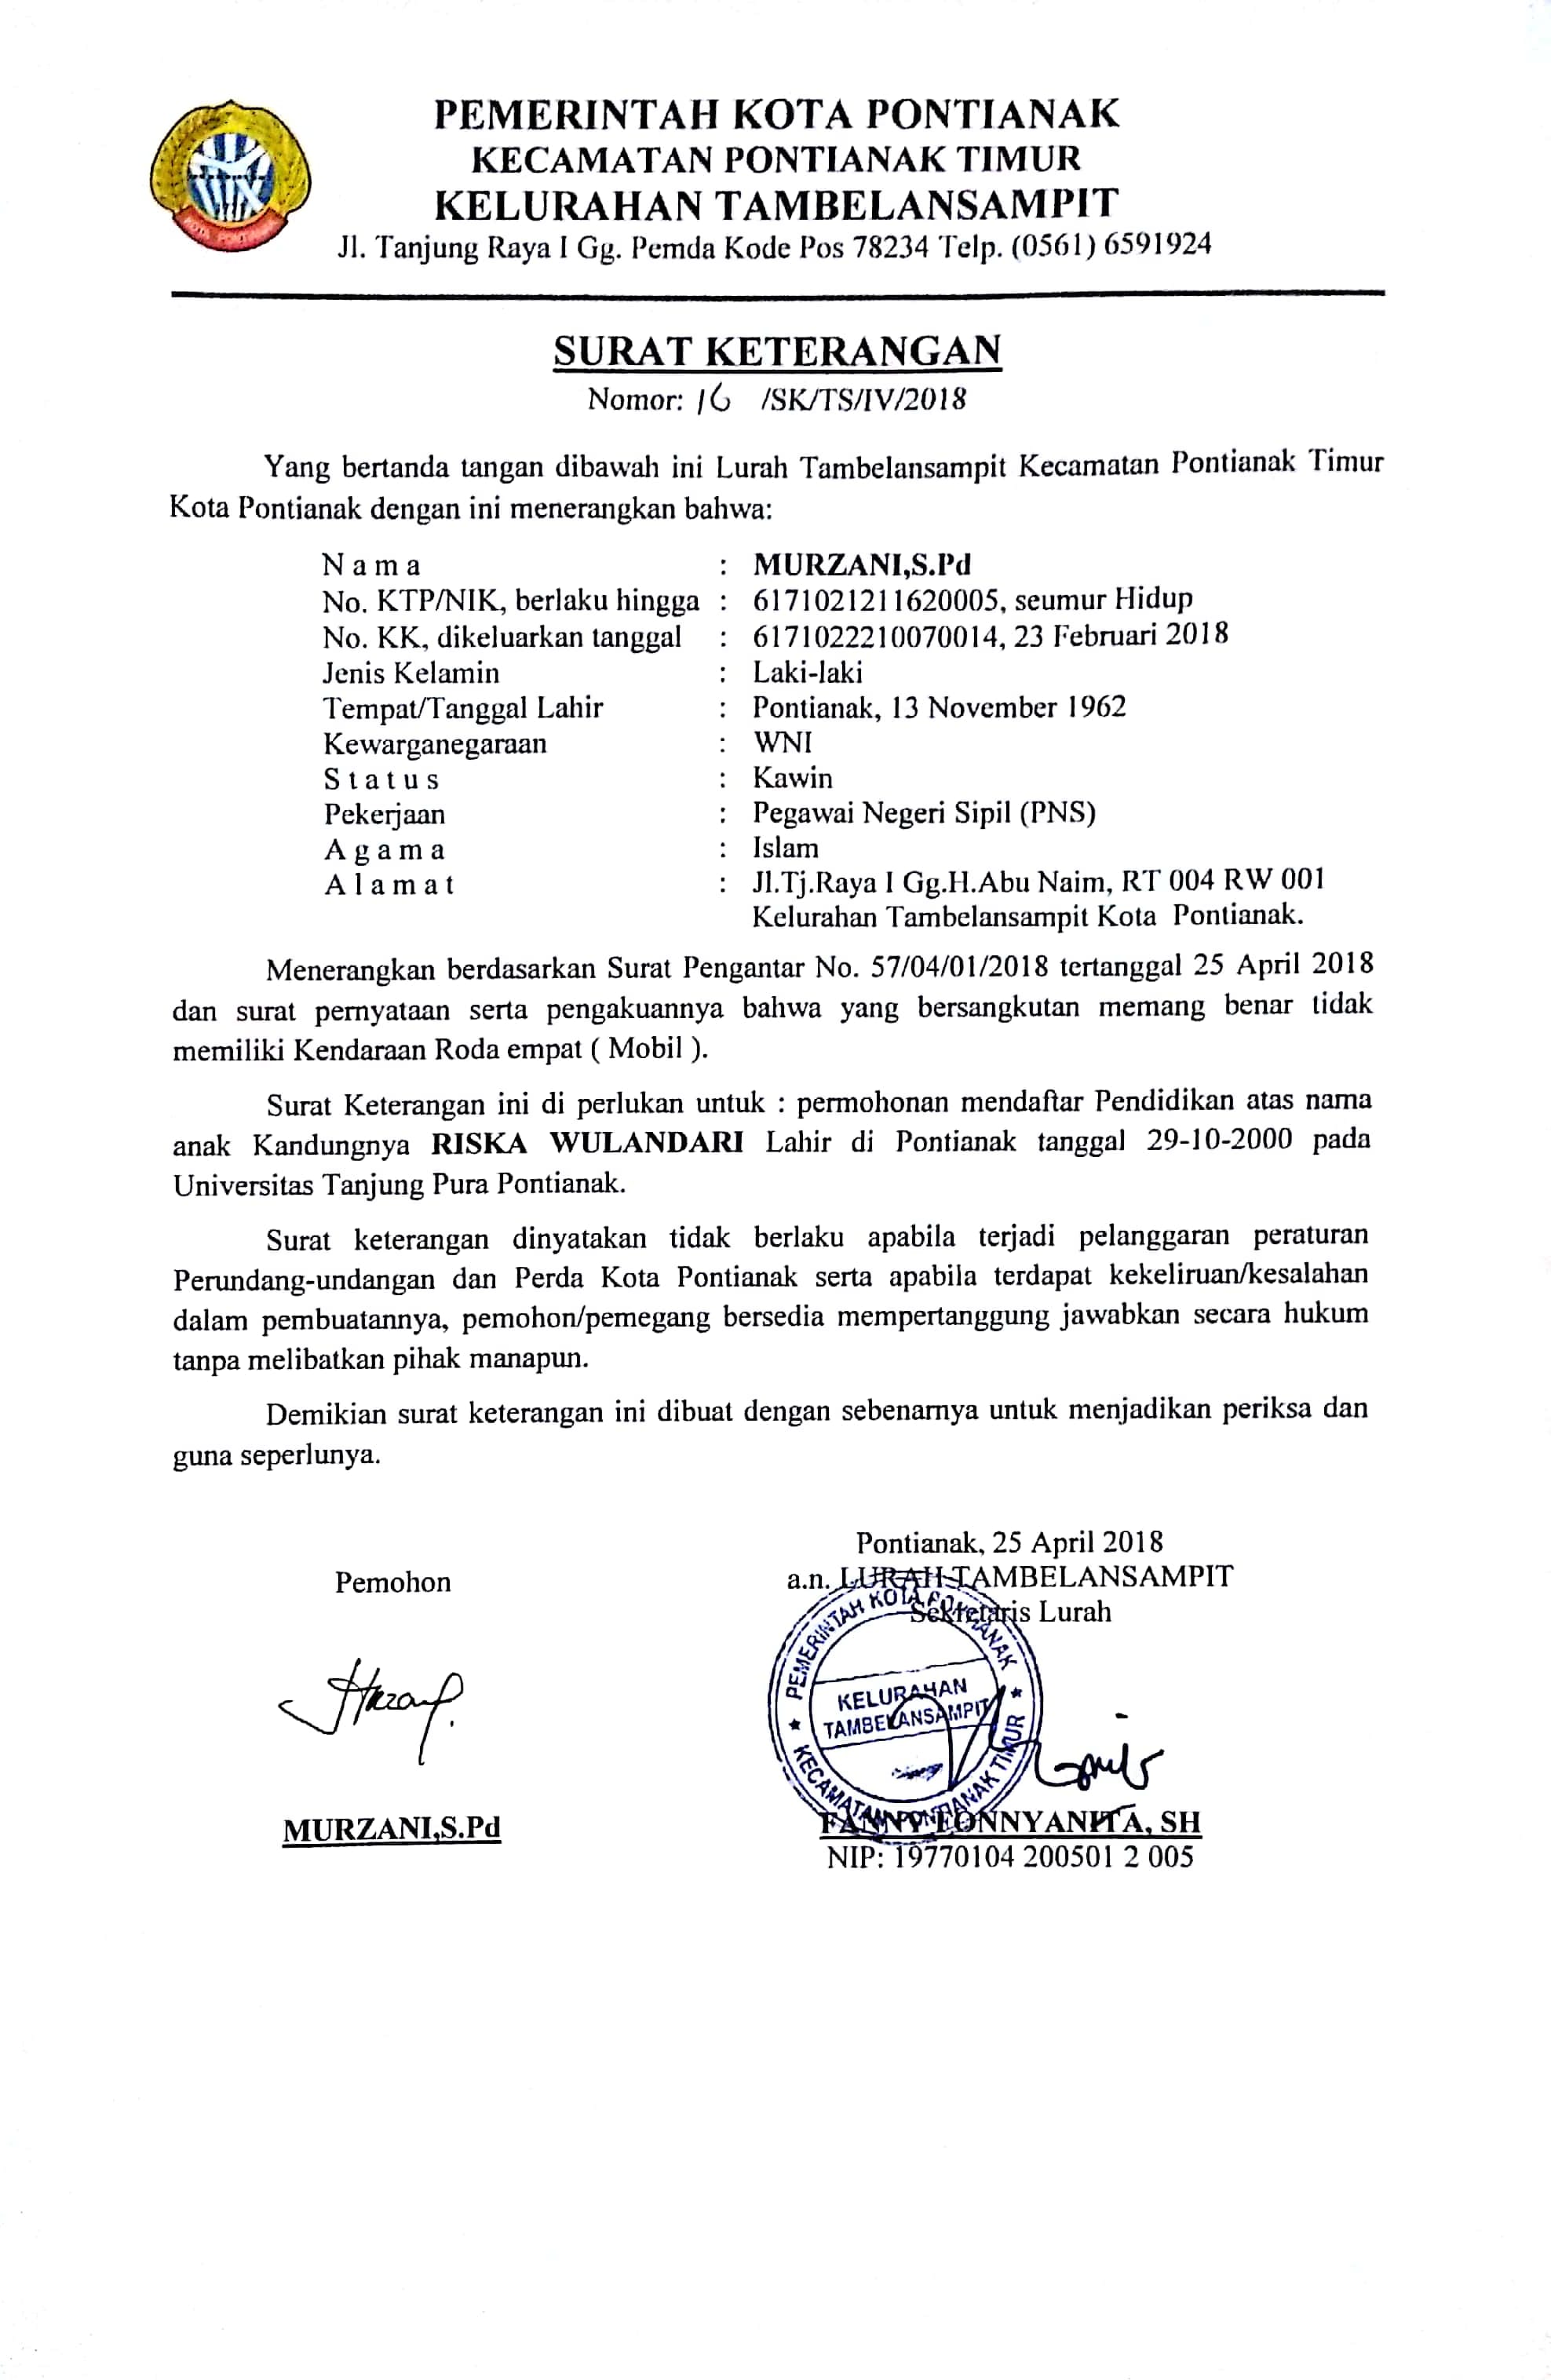 PEMERINTAH KOTA PONTIANAK
KECAMATAN PONTIANAK TIMUR
KELURAHAN TAMBELANSAMPIT
Jl. Tanjung Raya I Gg. Pemda Kode Pos 78234 Telp. (0561) 6591924
SURAT KETERANGAN
Nomor: 16 /SK/TS/IV/2018
Yang bertanda tangan dibawah ini Lurah Tambelansampit Kecamatan Pontianak Timur
Kota Pontianak dengan ini menerangkan bahwa:
N a m a : MURZANI,S.Pd
No. KTP/NIK, berlaku hingga : 6171021211620005, seumur Hidup
No. KK, dikeluarkan tanggal : 6171022210070014, 23 Februari 2018
Jenis Kelamin : Laki-laki
Tempat/Tanggal Lahir : Pontianak, 13 November 1962
Kewarganegaraan : WNI
S t a t u s : Kawin
Pekerjaan : Pegawai Negeri Sipil (PNS)
A g a m a : Islam
A l a m a t : Jl.Tj.Raya I Gg.H.Abu Naim, RT 004 RW 001
Kelurahan Tambelansampit Kota Pontianak.
Menerangkan berdasarkan Surat Pengantar No. 57/04/01/2018 tertanggal 25 April 2018
dan surat pernyataan serta pengakuannya bahwa yang bersangkutan memang benar tidak
memiliki Kendaraan Roda empat ( Mobil ).
Surat Keterangan ini di perlukan untuk : permohonan mendaftar Pendidikan atas nama
anak Kandungnya RISKA WULANDARI Lahir di Pontianak tanggal 29-10-2000 pada
Universitas Tanjung Pura Pontianak.
Surat keterangan dinyatakan tidak berlaku apabila terjadi pelanggaran peraturan
Perundang-undangan dan Perda Kota Pontianak serta apabila terdapat kekeliruan/kesalahan
dalam pembuatannya, pemohon/pemegang bersedia mempertanggung jawabkan secara hukum
tanpa melibatkan pihak manapun.
Demikian surat keterangan ini dibuat dengan sebenarnya untuk menjadikan periksa dan
guna seperlunya.
Pontianak, 25 April 2018
a.n. LURAH TAMBELANSAMPIT
Sekretaris Lurah
Pemohon
PEMERINTAH KOTA PONTIANAK
KELURAHAN
TAMBELANSAMPIT
KECAMATAN PONTIANAK TIMUR
MURZANI,S.Pd
FANNY EONNYANITA, SH
NIP: 19770104 200501 2 005